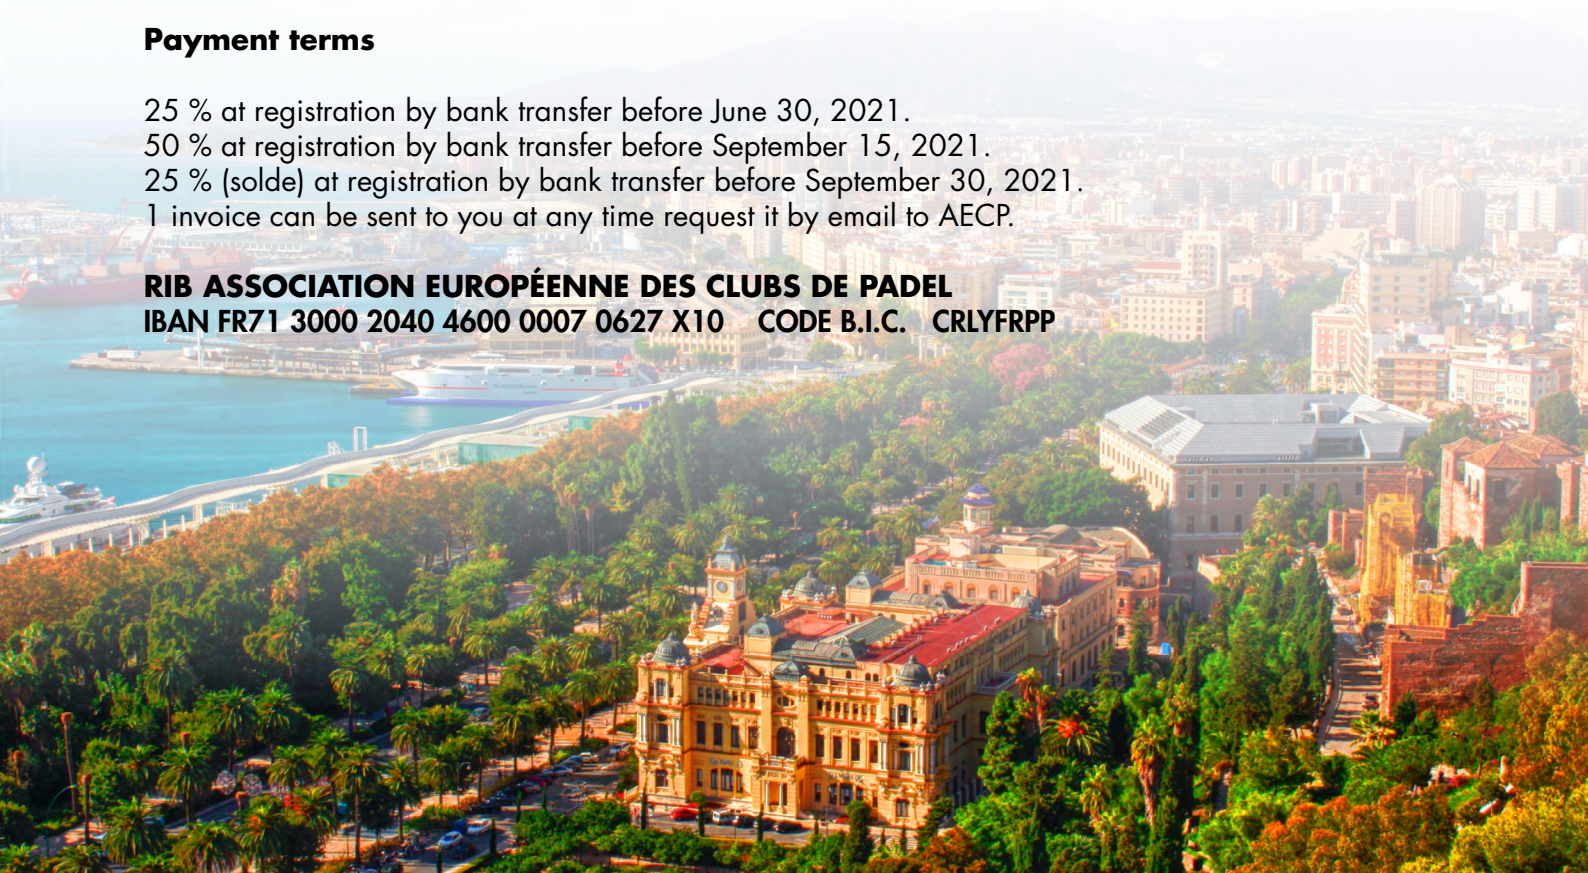 Payment terms
25 % at registration by bank transfer before June 30, 2021.
50 % at registration by bank transfer before September 15, 2021.
25 % (solde) at registration by bank transfer before September 30, 2021.
1 invoice can be sent to you at any time request it by email to AECP.
RIB ASSOCIATION EUROPÉENNE DES CLUBS DE PADEL
IBAN FR71 3000 2040 4600 0007 0627 X10 CODE B.I.C. CRLYFRPP